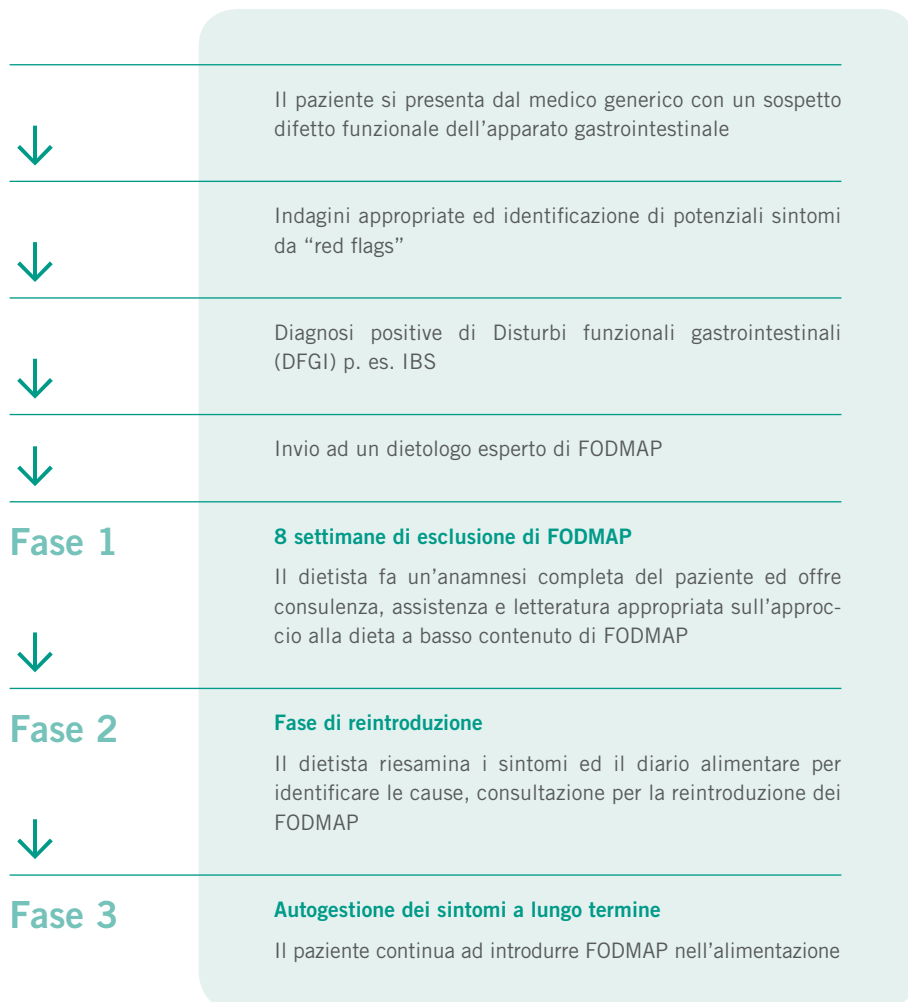 Il paziente si presenta dal medico generico con un sospetto
difetto funzionale dell'apparato gastrointestinale
Indagini appropriate ed identificazione di potenziali sintomi
da “red flags”
Diagnosi positive di Disturbi funzionali gastrointestinali
(DFGI) p. es. IBS
Invio ad un dietologo esperto di FODMAP
Fase 1
8 settimane di esclusione di FODMAP
Il dietista fa un'anamnesi completa del paziente ed offre
consulenza, assistenza e letteratura appropriata sull'approc-
cio alla dieta a basso contenuto di FODMAP
Fase 2
Fase di reintroduzione
Il dietista riesamina i sintomi ed il diario alimentare per
identificare le cause, consultazione per la reintroduzione dei
FODMAP
Fase 3
Autogestione dei sintomi a lungo termine
Il paziente continua ad introdurre FODMAP nell'alimentazione